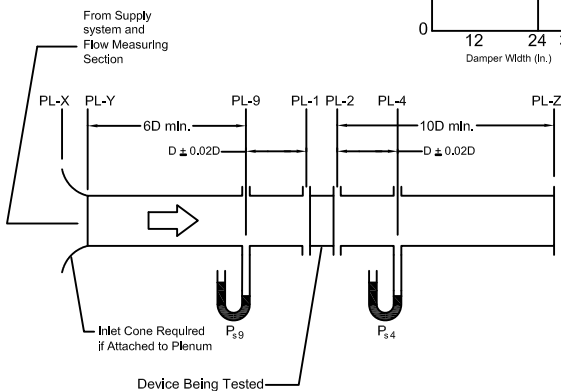 From Supply
system and
Flow Measuring
Section
0
12
24
Damper Width (In.)
PL-X
PL-Y
PL-9
PL-1
PL-2
PL-4
PL-Z
6D min.
10D min.
D ± 0.02D
D ± 0.02D
Ps9
Ps4
Inlet Cone Required
if Attached to Plenum
Device Being Tested